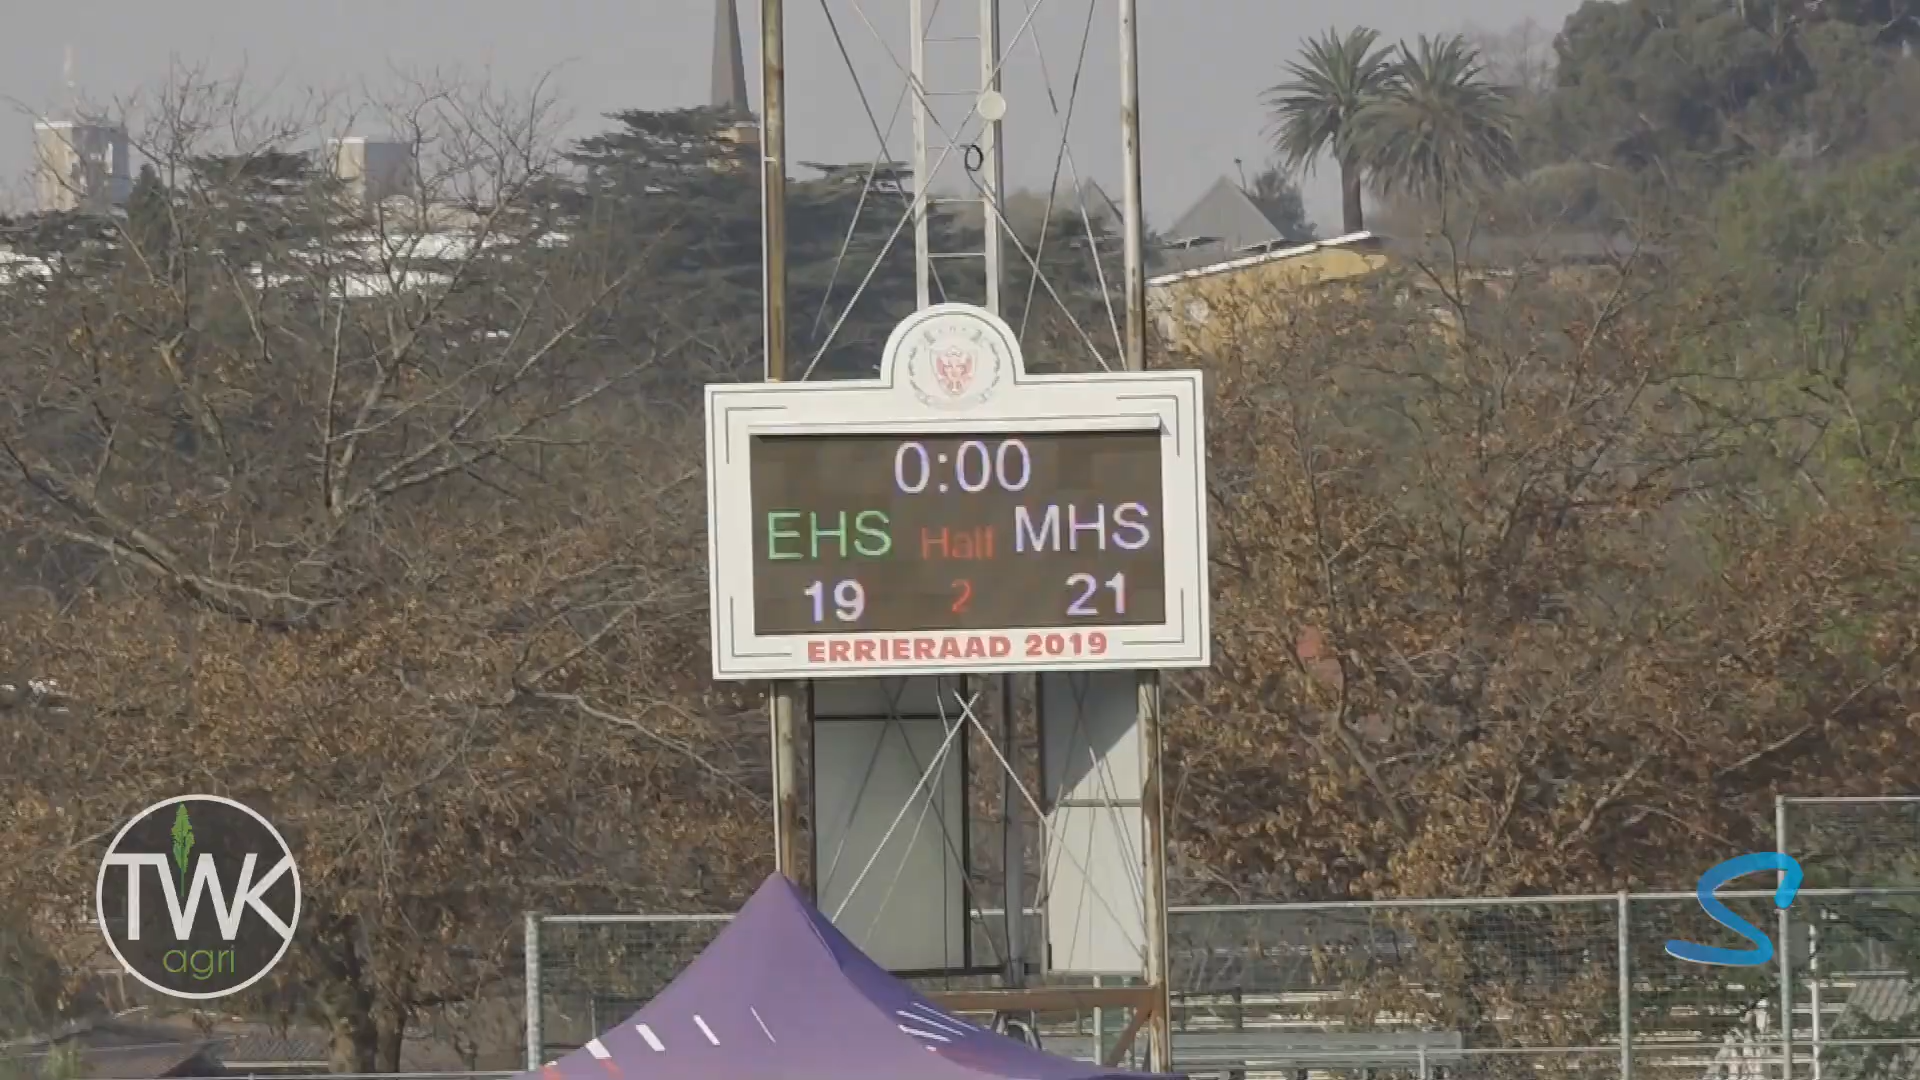 0:00
EHS Half MHS
19 2 21
ERRIERAAD 2019
TWK
agri
S